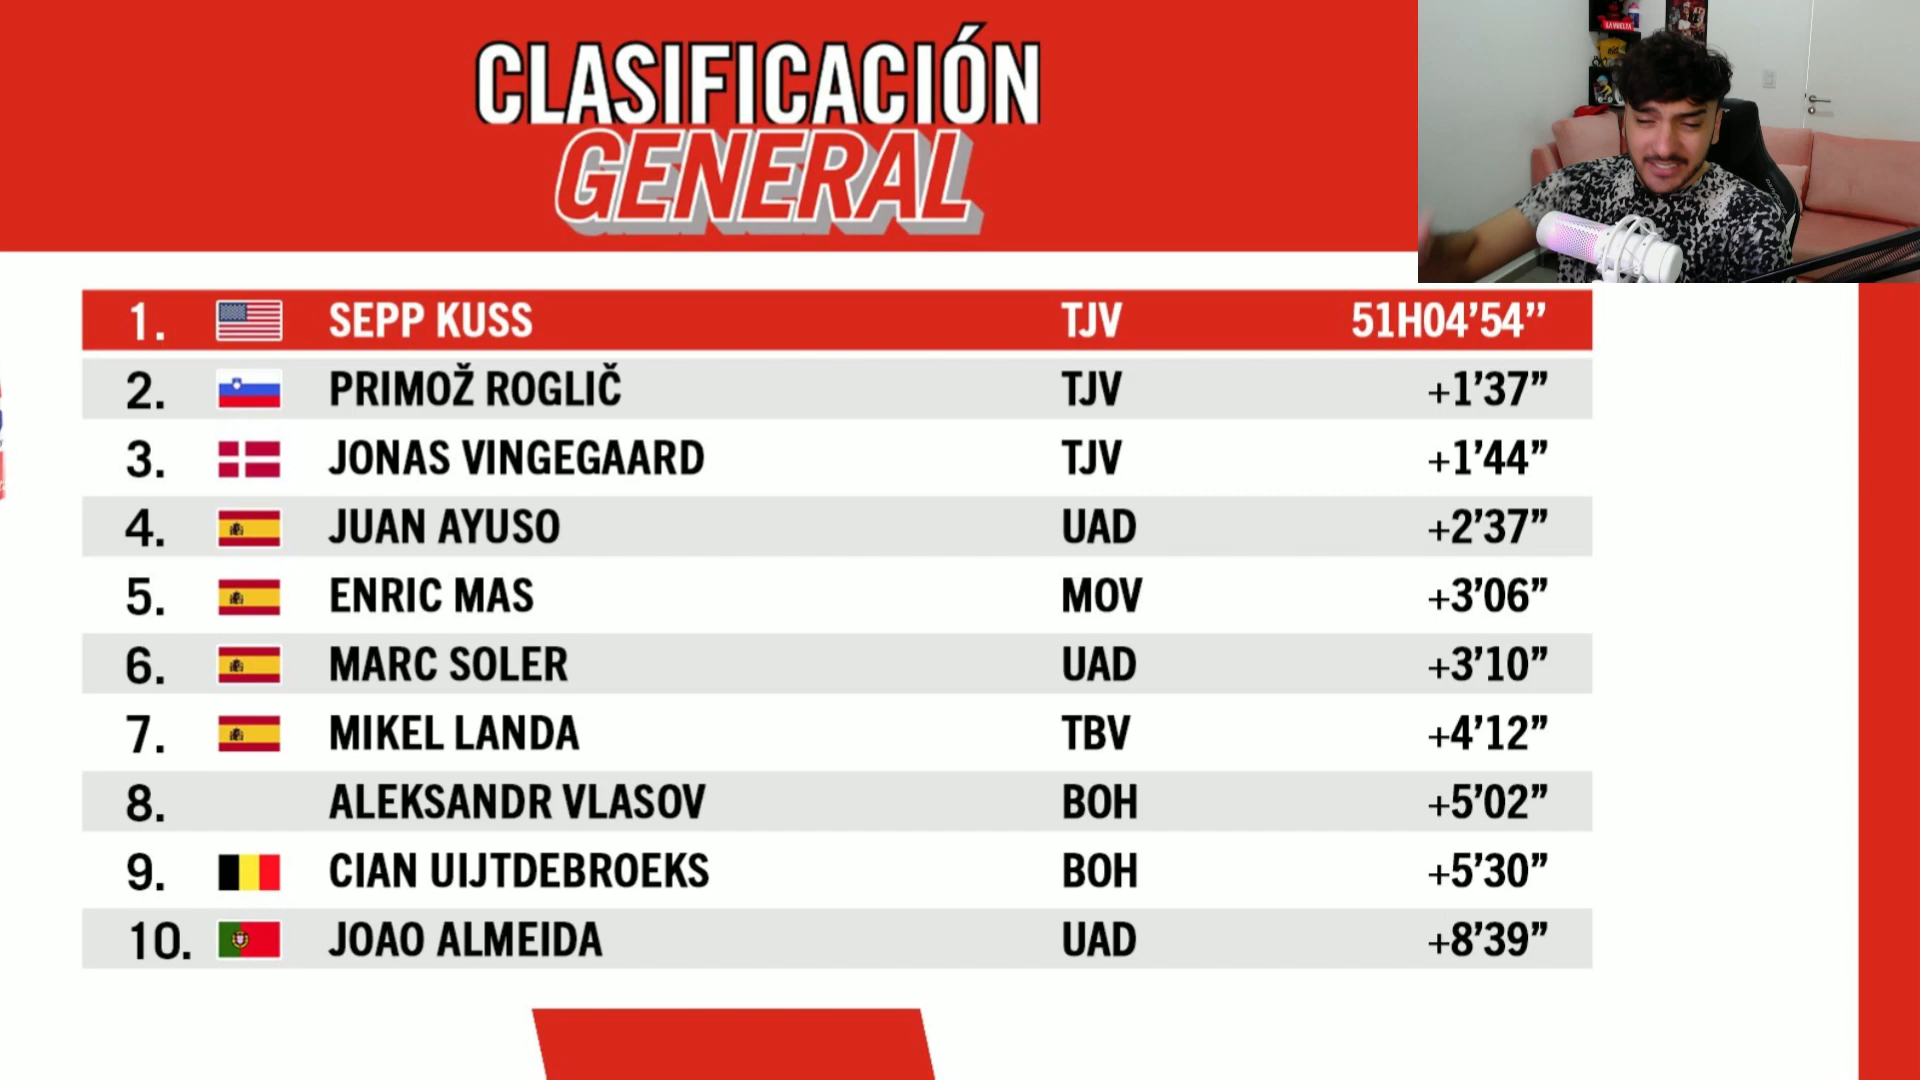 CLASIFICACIÓN
GENERAL
LA VUELTA
1. SEPP KUSS TJV 51H04’54’’
2. PRIMOŽ ROGLIČ TJV +1’37”
3. JONAS VINGEGAARD TJV +1’44”
4. JUAN AYUSO UAD +2’37”
5. ENRIC MAS MOV +3’06”
6. MARC SOLER UAD +3’10”
7. MIKEL LANDA TBV +4’12”
8. ALEKSANDR VLASOV BOH +5’02”
9. CIAN UIJTDEBROEKS BOH +5’30”
10. JOAO ALMEIDA UAD +8’39”